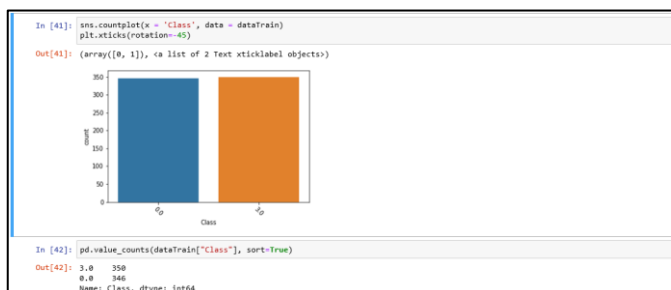 In [41]: sns.countplot(x = 'Class', data = dataTrain)
plt.xticks(rotation=-45)
Out[41]: (array([0, 1]), <a list of 2 Text xticklabel objects>)
350
300
250
200
150
100
50
0
count
0.0
3.0
Class
In [42]: pd.value_counts(dataTrain["Class"], sort=True)
Out[42]: 3.0    350
0.0    346
Name: Class, dtype: int64